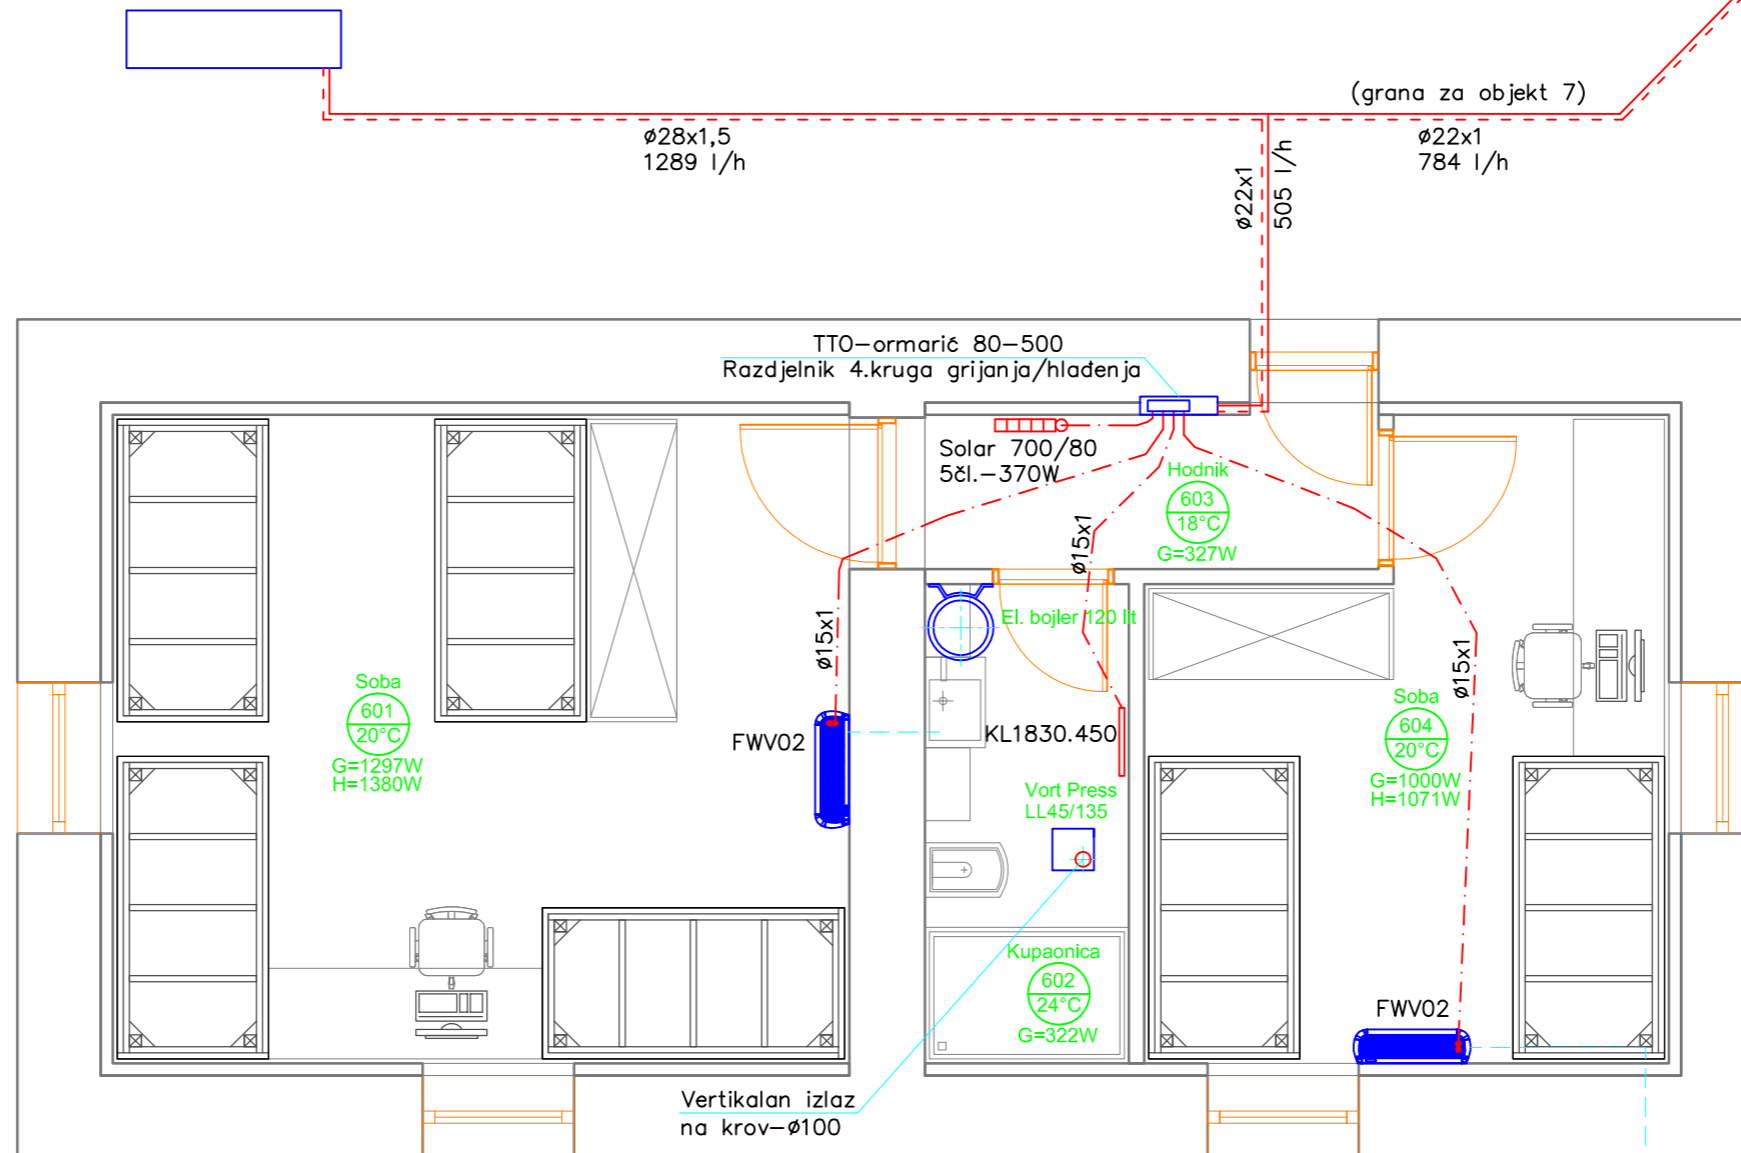 (grana za objekt 7)
ø28x1,5
1289 l/h
ø22x1
784 l/h
ø22x1
505 l/h
TTO-ormarić 80-500
Razdjelnik 4.kruga grijanja/hlađenja
Solar 700/80
5čl.-370W
Hodnik
603
18°C
G=327W
ø15x1
El. bojler 120 lit
ø15x1
ø15x1
Soba
601
20°C
G=1297W
H=1380W
FWV02
KL1830.450
Soba
604
20°C
G=1000W
H=1071W
Vort Press
LL45/135
Kupaonica
602
24°C
G=322W
FWV02
Vertikalan izlaz
na krov-ø100